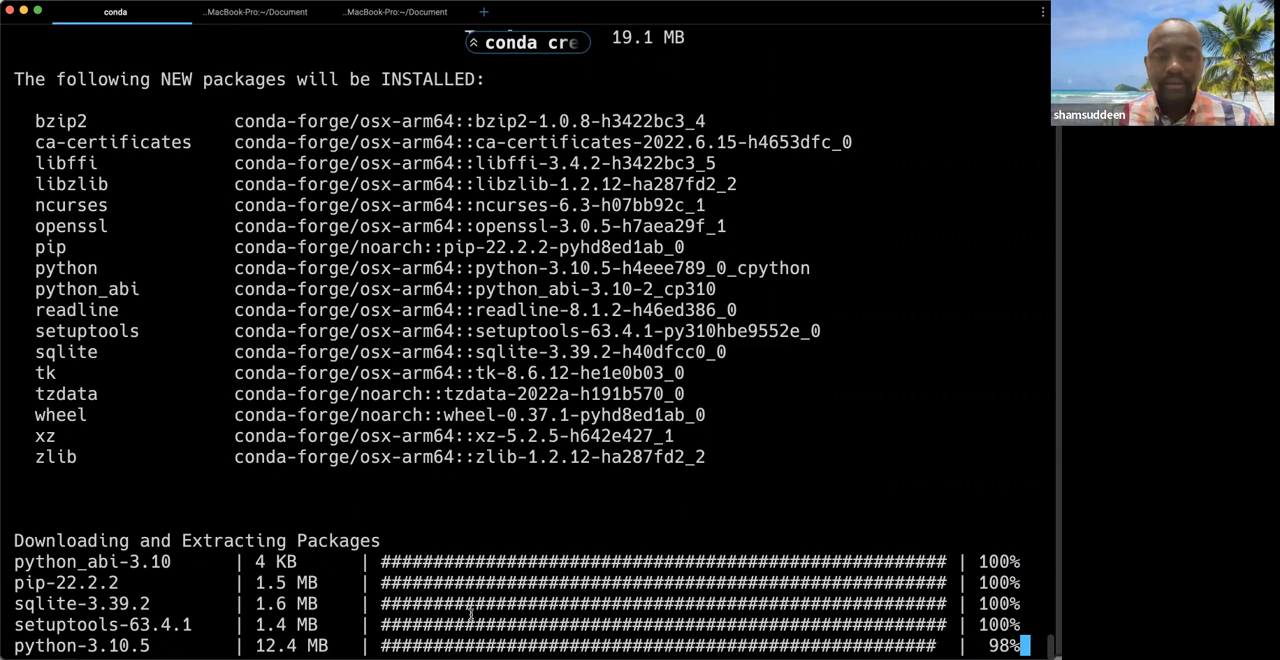 conda
..MacBook-Pro:~/Document
..MacBook-Pro:~/Document
conda cre 19.1 MB
The following NEW packages will be INSTALLED:
bzip2 conda-forge/osx-arm64::bzip2-1.0.8-h3422bc3_4
ca-certificates conda-forge/osx-arm64::ca-certificates-2022.6.15-h4653dfc_0
libffi conda-forge/osx-arm64::libffi-3.4.2-h3422bc3_5
libzlib conda-forge/osx-arm64::libzlib-1.2.12-ha287fd2_2
ncurses conda-forge/osx-arm64::ncurses-6.3-h07bb92c_1
openssl conda-forge/osx-arm64::openssl-3.0.5-h7aea29f_1
pip conda-forge/noarch::pip-22.2.2-pyhd8ed1ab_0
python conda-forge/osx-arm64::python-3.10.5-h4eee789_0_cpython
python_abi conda-forge/osx-arm64::python_abi-3.10-2_cp310
readline conda-forge/osx-arm64::readline-8.1.2-h46ed386_0
setuptools conda-forge/osx-arm64::setuptools-63.4.1-py310hbe9552e_0
sqlite conda-forge/osx-arm64::sqlite-3.39.2-h40dfcc0_0
tk conda-forge/osx-arm64::tk-8.6.12-he1e0b03_0
tzdata conda-forge/noarch::tzdata-2022a-h191b570_0
wheel conda-forge/noarch::wheel-0.37.1-pyhd8ed1ab_0
xz conda-forge/osx-arm64::xz-5.2.5-h642e427_1
zlib conda-forge/osx-arm64::zlib-1.2.12-ha287fd2_2
Downloading and Extracting Packages
python_abi-3.10 | 4 KB | ###################################################### | 100%
pip-22.2.2 | 1.5 MB | ###################################################### | 100%
sqlite-3.39.2 | 1.6 MB | ###################################################### | 100%
setuptools-63.4.1 | 1.4 MB | ###################################################### | 100%
python-3.10.5 | 12.4 MB | ##################################################### | 98%
shamsuddeen